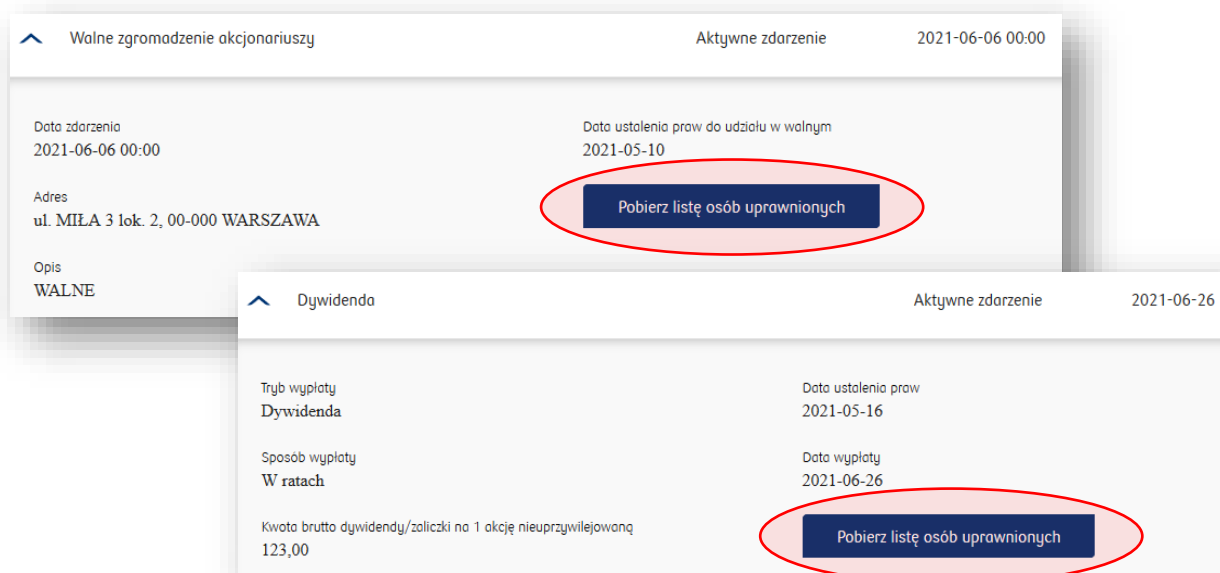 Walne zgromadzenie akcjonariuszy Aktywne zdarzenie 2021-06-06 00:00
Data zdarzenia Data ustalenia praw do udziału w walnym
2021-06-06 00:00 2021-05-10
Adres Pobierz listę osób uprawnionych
ul. MIŁA 3 lok. 2, 00-000 WARSZAWA
Opis
WALNE
Dywidenda Aktywne zdarzenie 2021-06-26
Tryb wypłaty Data ustalenia praw
Dywidenda 2021-05-16
Sposób wypłaty Data wypłaty
W ratach 2021-06-26
Kwota brutto dywidendy/zaliczki na 1 akcję nieuprzywilejowaną Pobierz listę osób uprawnionych
123,00